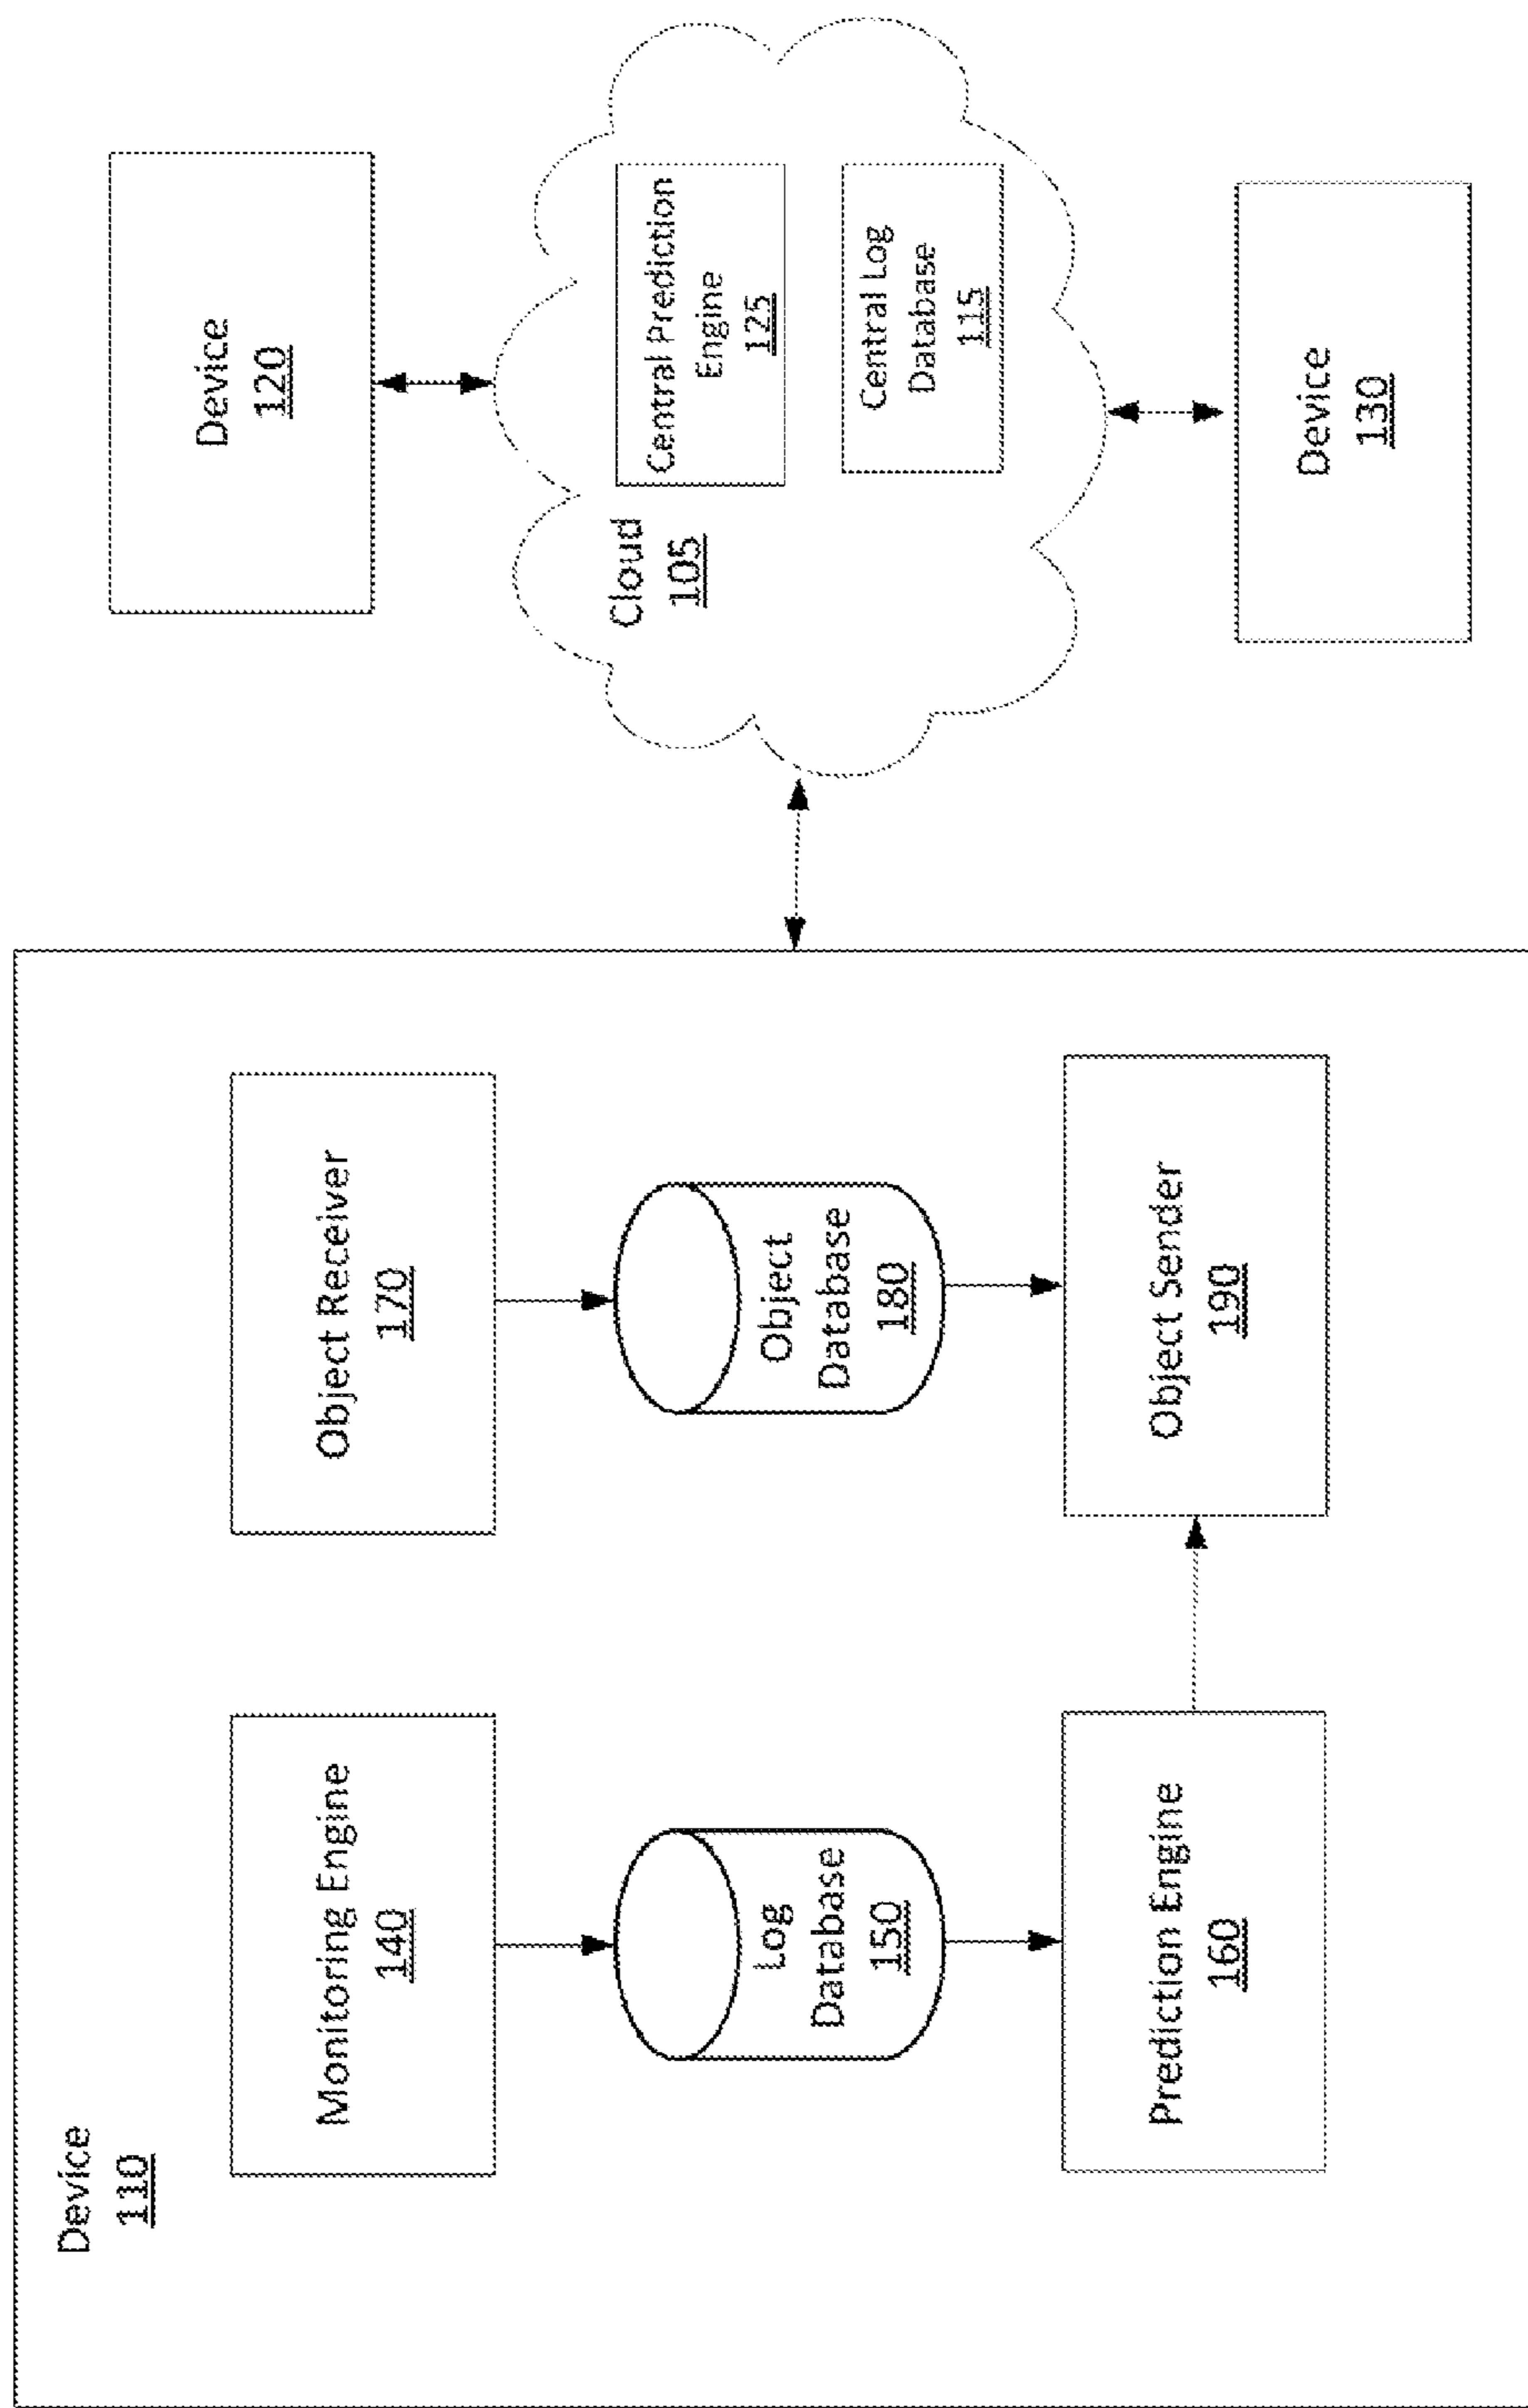 Device
110
Monitoring Engine
140
Log
Database
150
Prediction Engine
160
Object Receiver
170
Object
Database
180
Object Sender
190
Device
120
Cloud
105
Central Prediction
Engine
125
Central Log
Database
115
Device
130